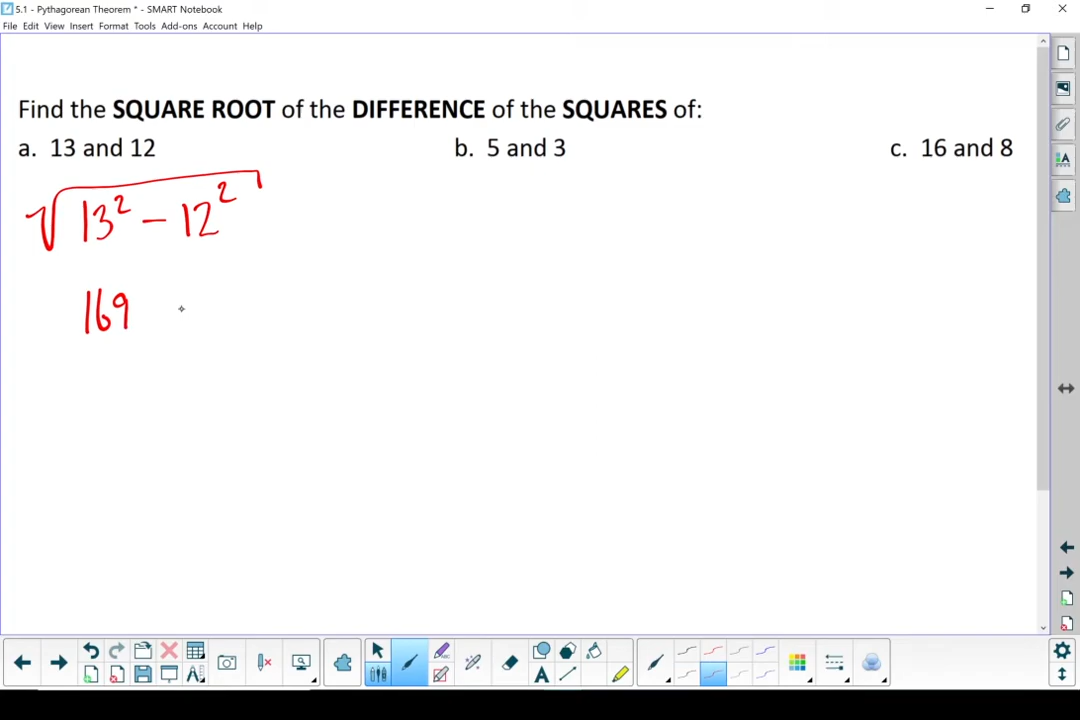 5.1 - Pythagorean Theorem * - SMART Notebook
File Edit View Insert Format Tools Add-ons Account Help
Find the SQUARE ROOT of the DIFFERENCE of the SQUARES of:
a. 13 and 12 b. 5 and 3 c. 16 and 8
√13² − 12²
169